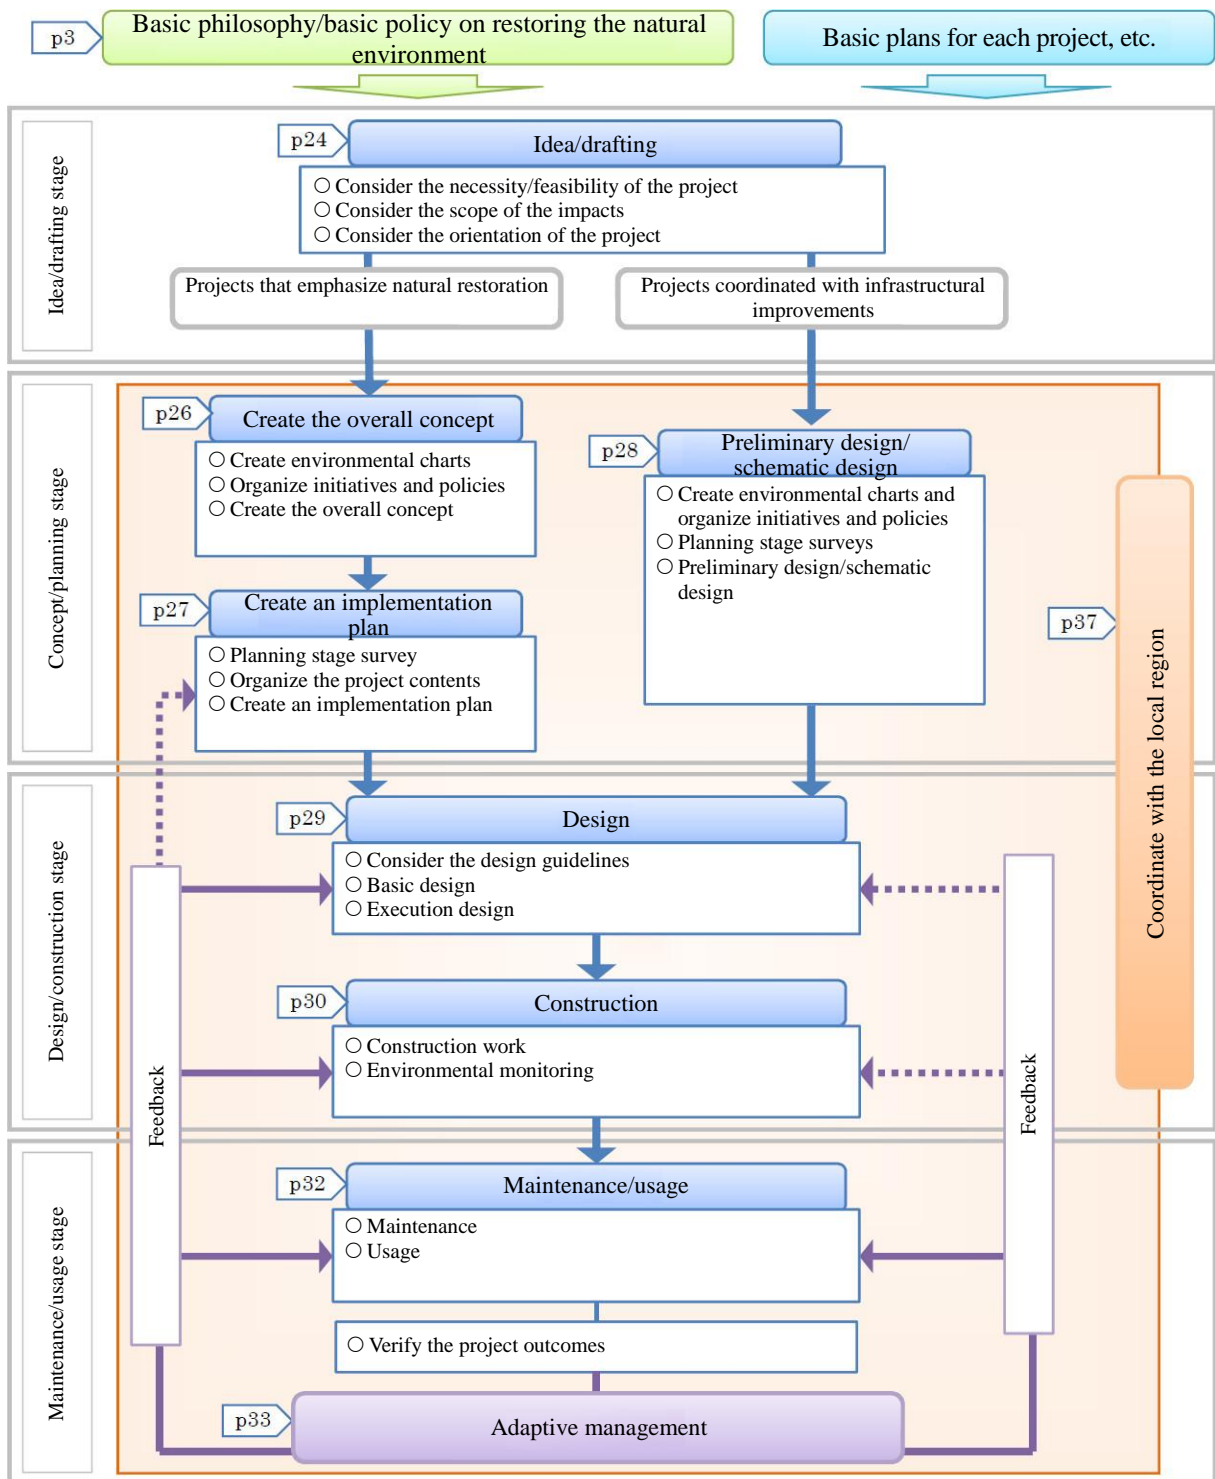 p3
Basic philosophy/basic policy on restoring the natural
environment
Basic plans for each project, etc.
Idea/drafting stage
p24
Idea/drafting
○ Consider the necessity/feasibility of the project
○ Consider the scope of the impacts
○ Consider the orientation of the project
Projects that emphasize natural restoration
Projects coordinated with infrastructural
improvements
Concept/planning stage
p26
Create the overall concept
○ Create environmental charts
○ Organize initiatives and policies
○ Create the overall concept
p27
Create an implementation
plan
○ Planning stage survey
○ Organize the project contents
○ Create an implementation plan
p28
Preliminary design/
schematic design
○ Create environmental charts and
organize initiatives and policies
○ Planning stage surveys
○ Preliminary design/schematic
design
p37
Coordinate with the local region
Design/construction stage
p29
Design
○ Consider the design guidelines
○ Basic design
○ Execution design
p30
Construction
○ Construction work
○ Environmental monitoring
Feedback
Feedback
Maintenance/usage stage
p32
Maintenance/usage
○ Maintenance
○ Usage
○ Verify the project outcomes
p33
Adaptive management